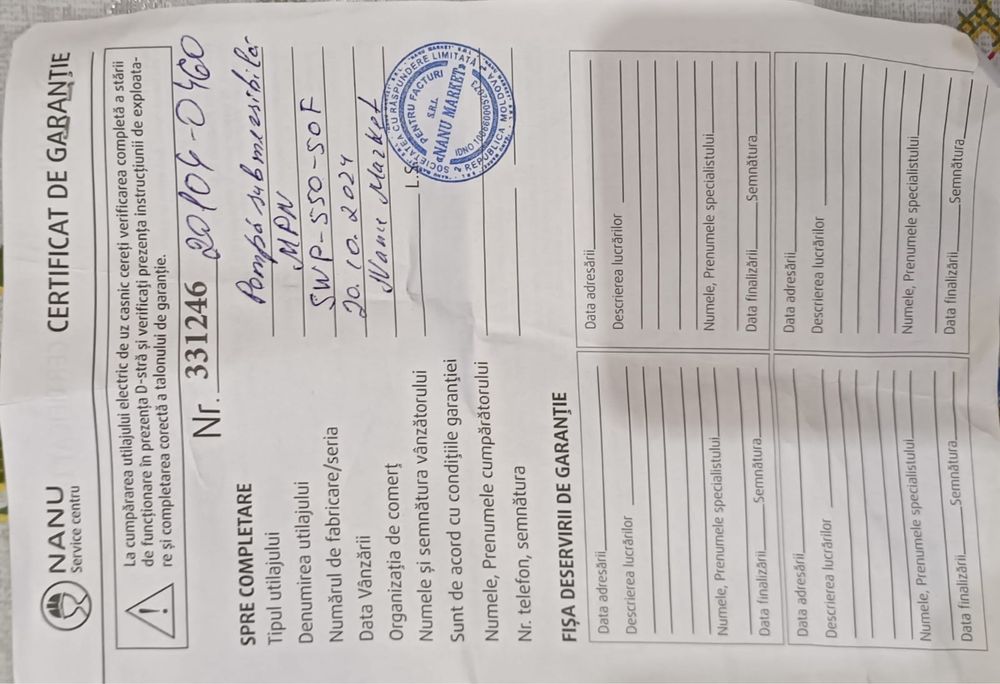 NANU
Service centru
CERTIFICAT DE GARANȚIE
La cumpărarea utilajului electric de uz casnic cereți verificarea completă a stării
de funcționare în prezența D-stră și verificați prezența instrucțiunii de exploata-
re și completarea corectă a talonului de garanție.
Nr. 331246 20104-0460
SPRE COMPLETARE
Tipul utilajului Pompă submersibilă
Denumirea utilajului MPN
Numărul de fabricare/seria SWP-550-50F
Data Vânzării 20.10.2024
Organizația de comerț Nanu Market
Numele și semnătura vânzătorului L.Ș.
Sunt de acord cu condițiile garanției
Numele, Prenumele cumpărătorului
Nr. telefon, semnătura
SOCIETATEA CU RĂSPUNDERE LIMITATĂ
REPUBLICA MOLDOVA
PENTRU FACTURI
S.R.L.
«NANU MARKET»
FIȘA DESERVIRII DE GARANȚIE
Data adresării
Descrierea lucrărilor
Numele, Prenumele specialistului
Data finalizării Semnătura
Data adresării
Descrierea lucrărilor
Numele, Prenumele specialistului
Data finalizării Semnătura
Data adresării
Descrierea lucrărilor
Numele, Prenumele specialistului
Data finalizării Semnătura
Data adresării
Descrierea lucrărilor
Numele, Prenumele specialistului
Data finalizării Semnătura